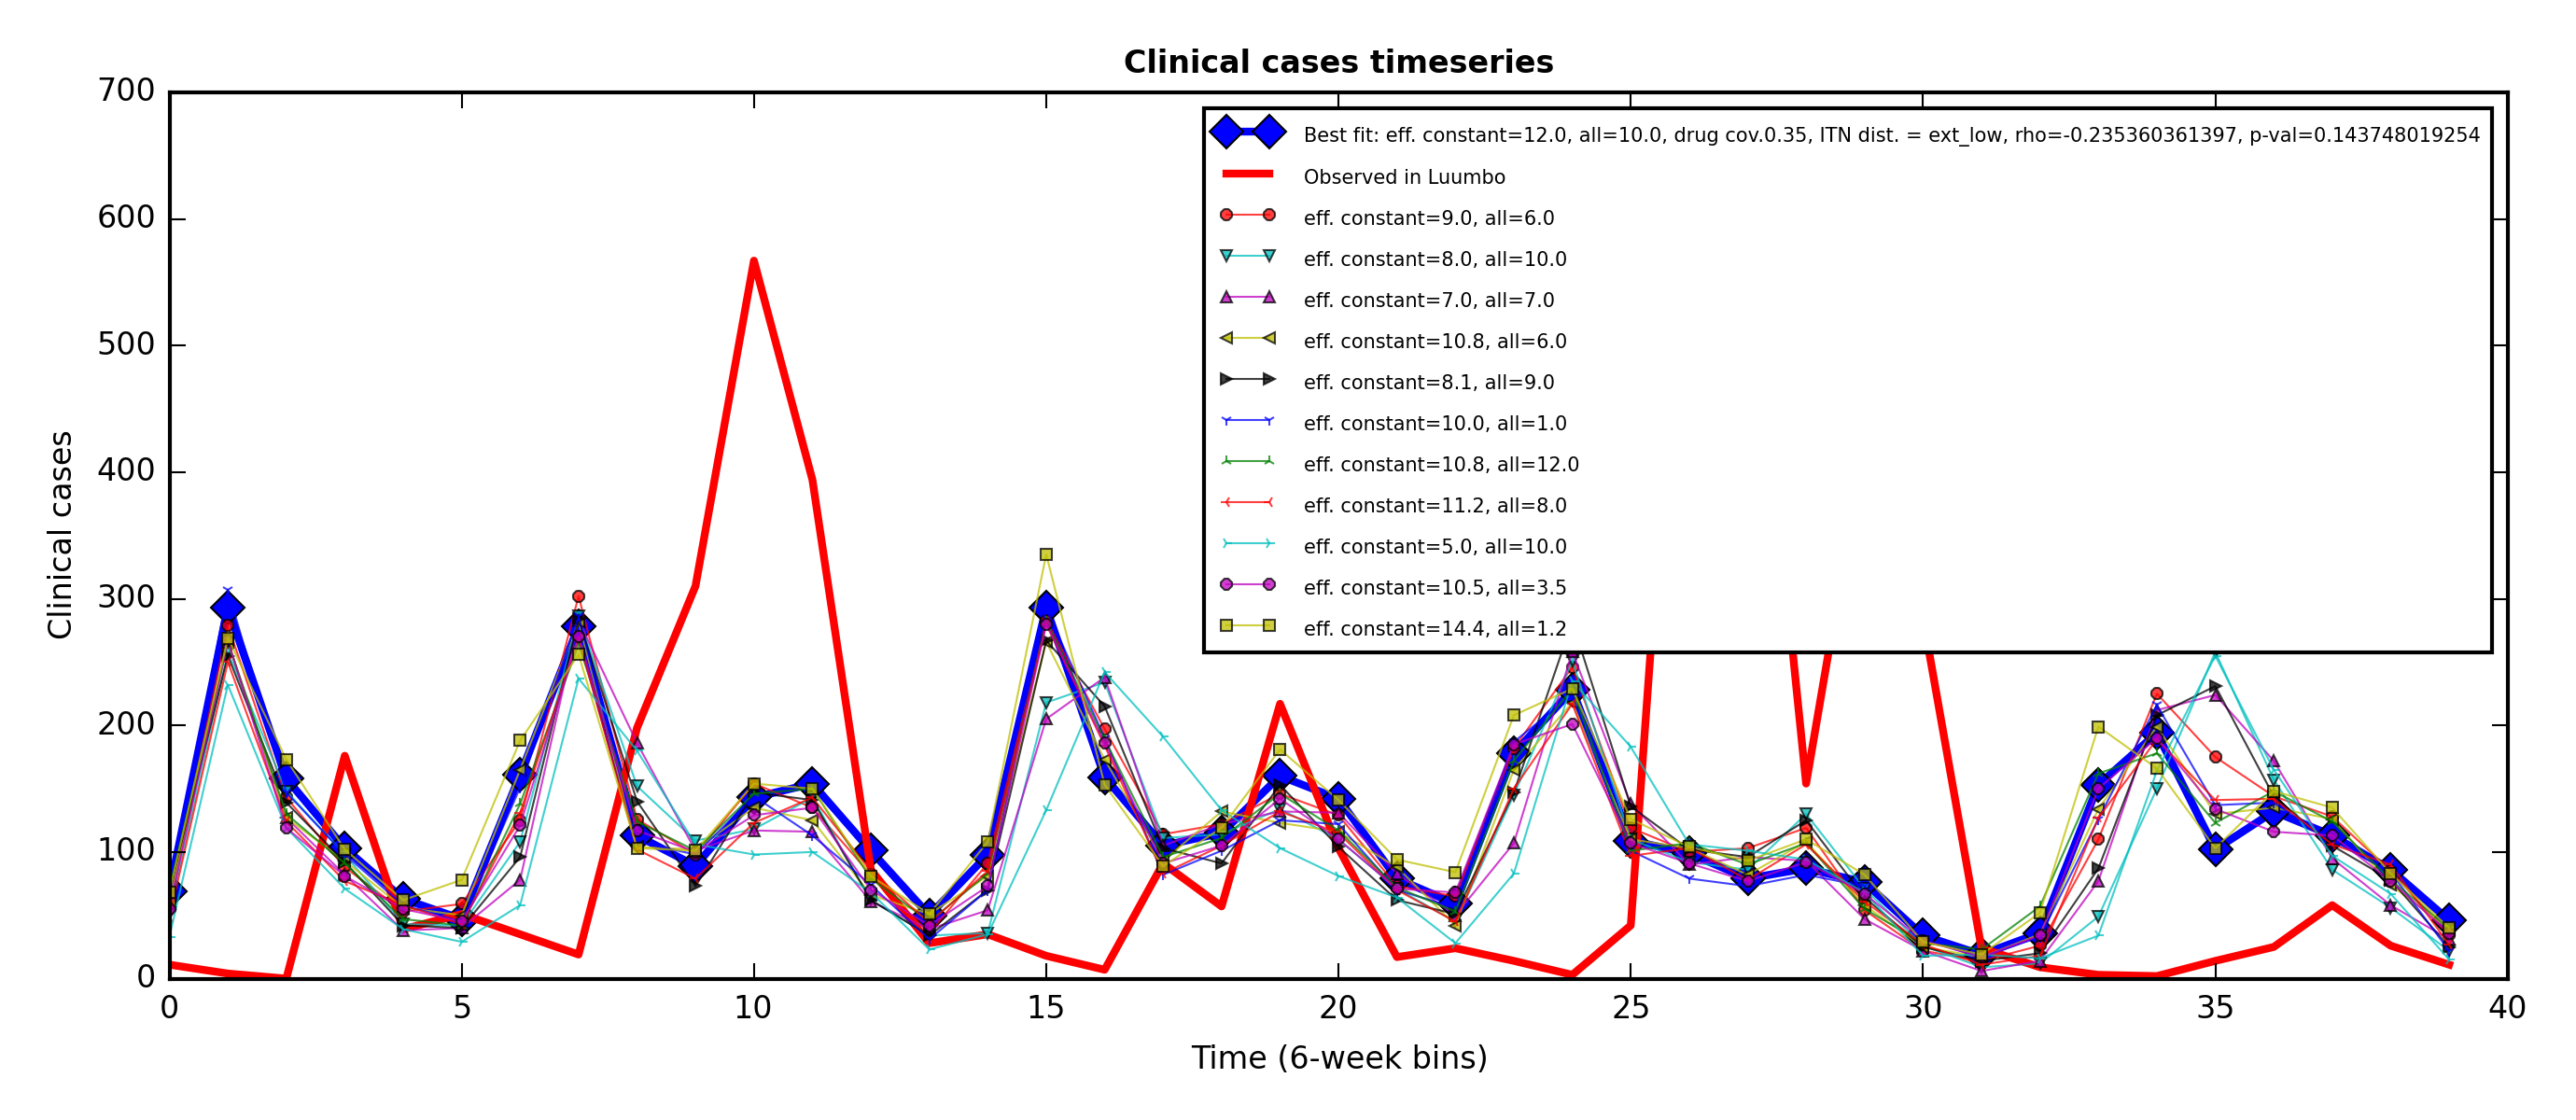 Clinical cases timeseries
700
600
500
400
300
200
100
0
Clinical cases
Best fit: eff. constant=12.0, all=10.0, drug cov.0.35, ITN dist. = ext_low, rho=-0.235360361397, p-val=0.143748019254
Observed in Luumbo
eff. constant=9.0, all=6.0
eff. constant=8.0, all=10.0
eff. constant=7.0, all=7.0
eff. constant=10.8, all=6.0
eff. constant=8.1, all=9.0
eff. constant=10.0, all=1.0
eff. constant=10.8, all=12.0
eff. constant=11.2, all=8.0
eff. constant=5.0, all=10.0
eff. constant=10.5, all=3.5
eff. constant=14.4, all=1.2
0 5 10 15 20 25 30 35 40
Time (6-week bins)